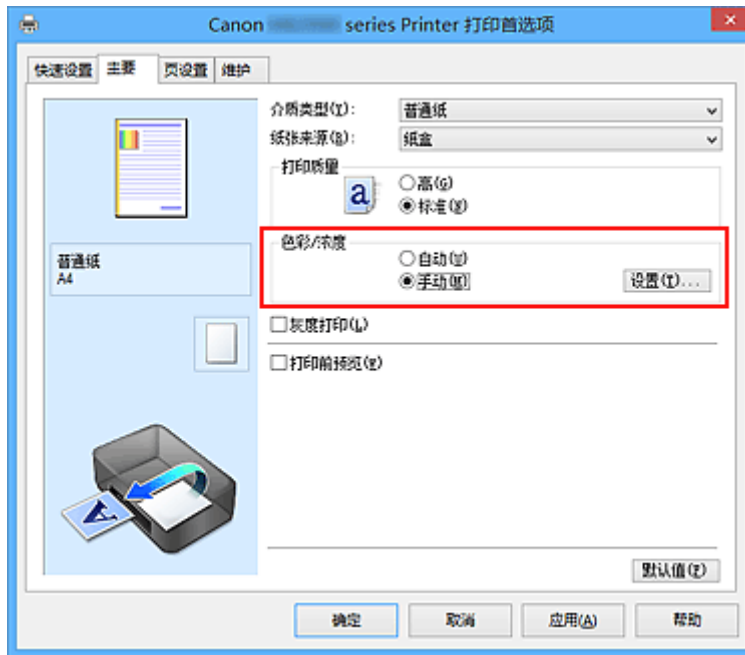 Canon series Printer 打印首选项
快速设置 主要 页设置 维护
介质类型(Y): 普通纸
纸张来源(R): 纸盒
打印质量
a
高(G)
标准(N)
色彩/浓度
自动(U)
手动(M) 设置(T)...
普通纸
A4
灰度打印(L)
打印前预览(E)
A
默认值(F)
确定 取消 应用(A) 帮助